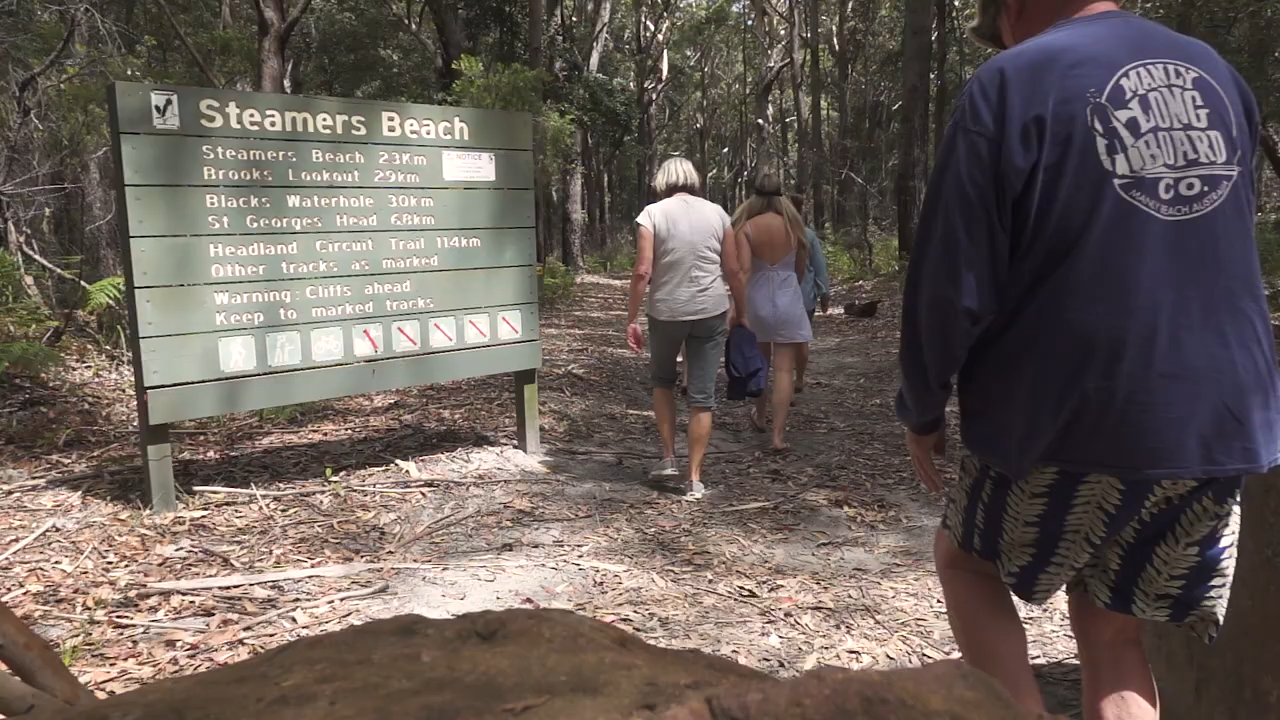 Steamers Beach
Steamers Beach 2.3Km
Brooks Lookout 2.9km
NOTICE
Blacks Waterhole 3.0km
St Georges Head 6.8km
Headland Circuit Trail 11.4km
Other tracks as marked
Warning: Cliffs ahead
Keep to marked tracks
MANLY
LONG
BOARD
CO.
MANLY BEACH AUSTRALIA